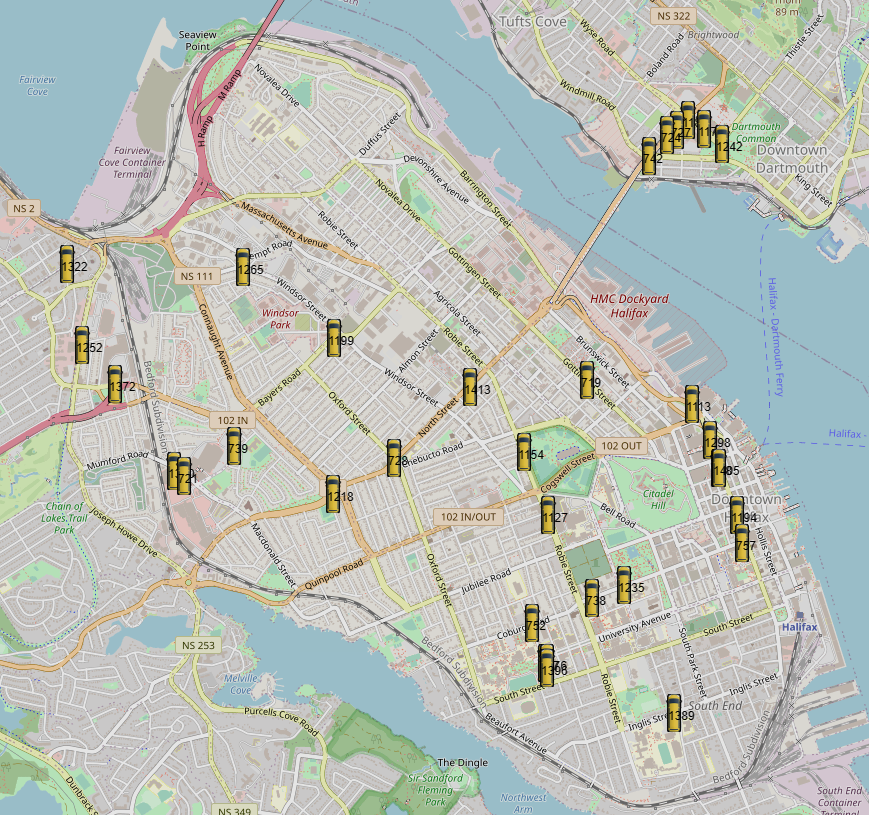 Tufts Cove
NS 322
Thorn
89 m
Brightwood
Thistle Street
Wyse Road
Boland Road
Seaview
Point
Fairview
Cove
Novalea Drive
M Ramp
H Ramp
Windmill Road
Duffus Street
Dartmouth
Common
1242
742
Downtown
Dartmouth
King Street
Fairview
Cove Container
Terminal
Devonshire Avenue
Barrington Street
Novalea Drive
NS 2
Massachusetts Avenue
Robie Street
1322
1265
Kempt Road
Gottingen Street
NS 111
Windsor Street
Agricola Street
HMC Dockyard
Halifax
Halifax - Dartmouth Ferry
Windsor
Park
1199
Connaught Avenue
Almon Street
Robie Street
Brunswick Street
1252
Bedford Subdivision
1372
Bayers Road
Windsor Street
1413
719
Gottingen Street
1113
102 IN
Oxford Street
North Street
Halifax -
739
728
Chebucto Road
1154
102 OUT
1298
Mumford Road
721
1218
Cogswell Street
Citadel
Hill
Downtown
Halifax
Chain of
Lakes Trail
Park
Joseph Howe Drive
102 IN/OUT
1127
Bell Road
1194
757
Hollis Street
Macdonald Street
Quinpool Road
Oxford Street
Jubilee Road
Robie Street
738
1235
752
Coburg Road
University Avenue
South Street
Halifax
NS 253
Bedford Subdivision
1396
South Street
South Park Street
Melville
Cove
Robie Street
Inglis Street
1389
Inglis Street
South End
Purcells Cove Road
Beaufort Avenue
Bedford Subdivision
The Dingle
Sir Sandford
Fleming
Park
Northwest
Arm
Dunbrack S
NS 349
South End
Container
Terminal